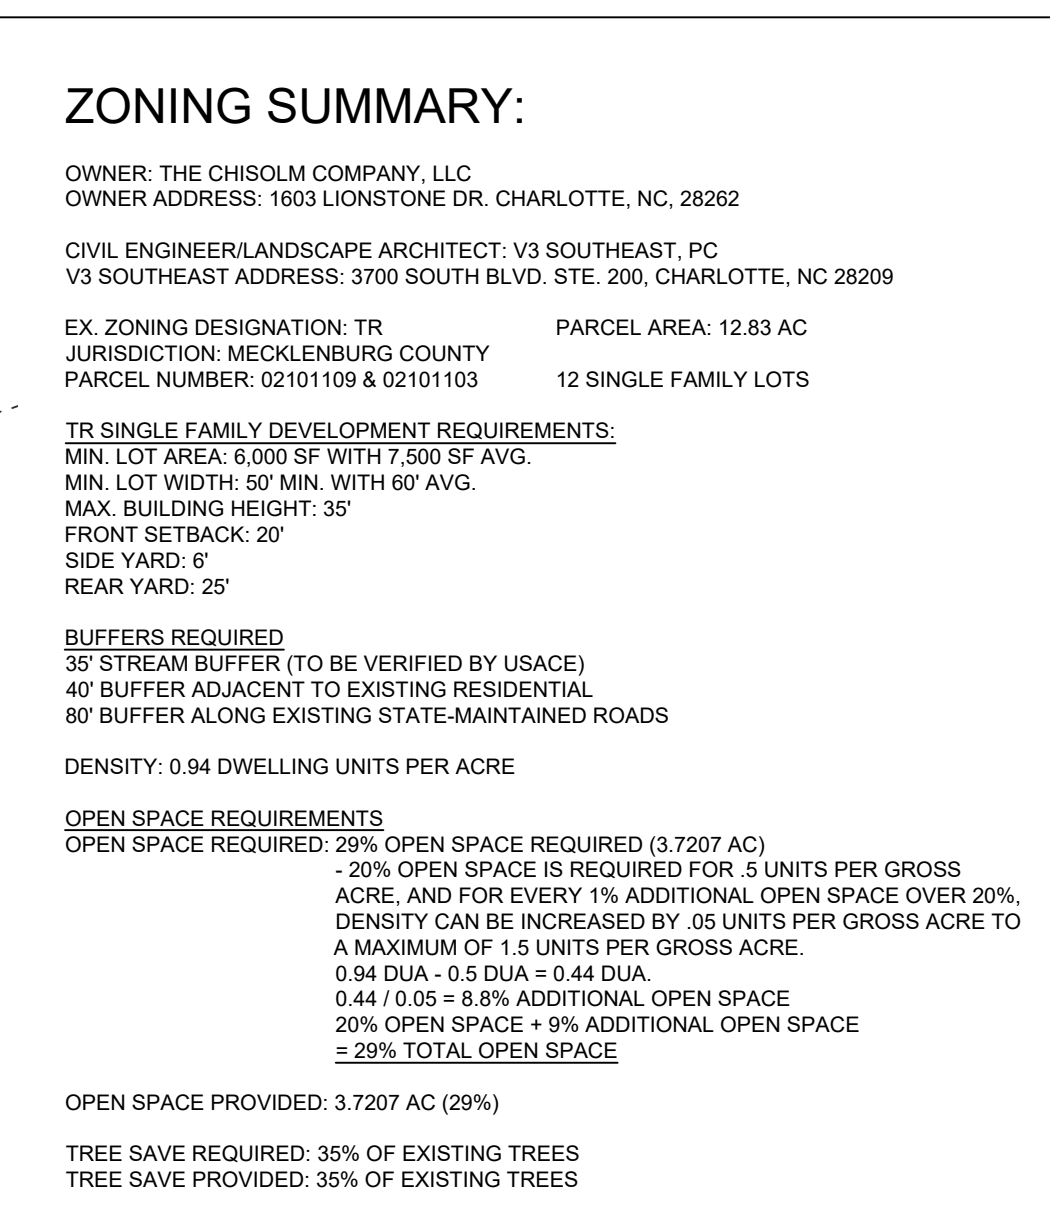 ZONING SUMMARY:
OWNER: THE CHISOLM COMPANY, LLC
OWNER ADDRESS: 1603 LIONSTONE DR. CHARLOTTE, NC, 28262
CIVIL ENGINEER/LANDSCAPE ARCHITECT: V3 SOUTHEAST, PC
V3 SOUTHEAST ADDRESS: 3700 SOUTH BLVD. STE. 200, CHARLOTTE, NC 28209
EX. ZONING DESIGNATION: TR PARCEL AREA: 12.83 AC
JURISDICTION: MECKLENBURG COUNTY
PARCEL NUMBER: 02101109 & 02101103 12 SINGLE FAMILY LOTS
TR SINGLE FAMILY DEVELOPMENT REQUIREMENTS:
MIN. LOT AREA: 6,000 SF WITH 7,500 SF AVG.
MIN. LOT WIDTH: 50' MIN. WITH 60' AVG.
MAX. BUILDING HEIGHT: 35'
FRONT SETBACK: 20'
SIDE YARD: 6'
REAR YARD: 25'
BUFFERS REQUIRED
35' STREAM BUFFER (TO BE VERIFIED BY USACE)
40' BUFFER ADJACENT TO EXISTING RESIDENTIAL
80' BUFFER ALONG EXISTING STATE-MAINTAINED ROADS
DENSITY: 0.94 DWELLING UNITS PER ACRE
OPEN SPACE REQUIREMENTS
OPEN SPACE REQUIRED: 29% OPEN SPACE REQUIRED (3.7207 AC)
- 20% OPEN SPACE IS REQUIRED FOR .5 UNITS PER GROSS
ACRE, AND FOR EVERY 1% ADDITIONAL OPEN SPACE OVER 20%,
DENSITY CAN BE INCREASED BY .05 UNITS PER GROSS ACRE TO
A MAXIMUM OF 1.5 UNITS PER GROSS ACRE.
0.94 DUA - 0.5 DUA = 0.44 DUA.
0.44 / 0.05 = 8.8% ADDITIONAL OPEN SPACE
20% OPEN SPACE + 9% ADDITIONAL OPEN SPACE
= 29% TOTAL OPEN SPACE
OPEN SPACE PROVIDED: 3.7207 AC (29%)
TREE SAVE REQUIRED: 35% OF EXISTING TREES
TREE SAVE PROVIDED: 35% OF EXISTING TREES